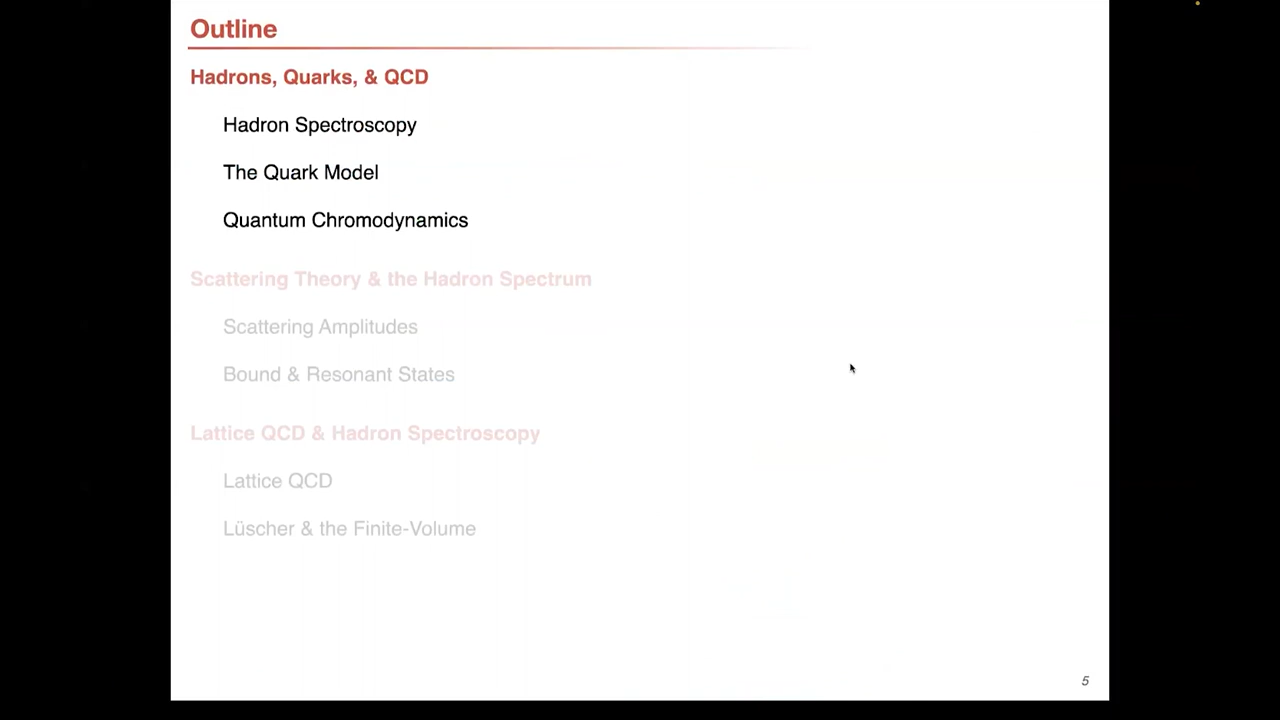 Outline
Hadrons, Quarks, & QCD
Hadron Spectroscopy
The Quark Model
Quantum Chromodynamics
Scattering Theory & the Hadron Spectrum
Scattering Amplitudes
Bound & Resonant States
Lattice QCD & Hadron Spectroscopy
Lattice QCD
Lüscher & the Finite-Volume
5